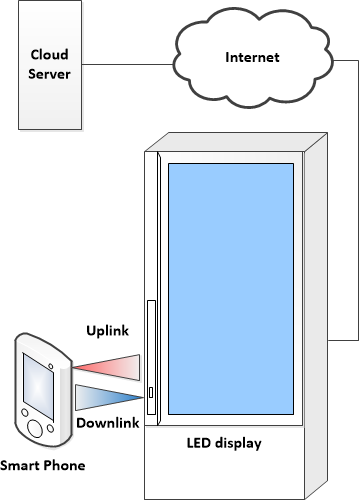 Cloud
Server
Internet
Uplink
Downlink
LED display
Smart Phone